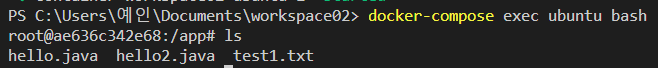 PS C:\Users\예인\Documents\workspace02> docker-compose exec ubuntu bash
root@ae636c342e68:/app# ls
hello.java  hello2.java  test1.txt